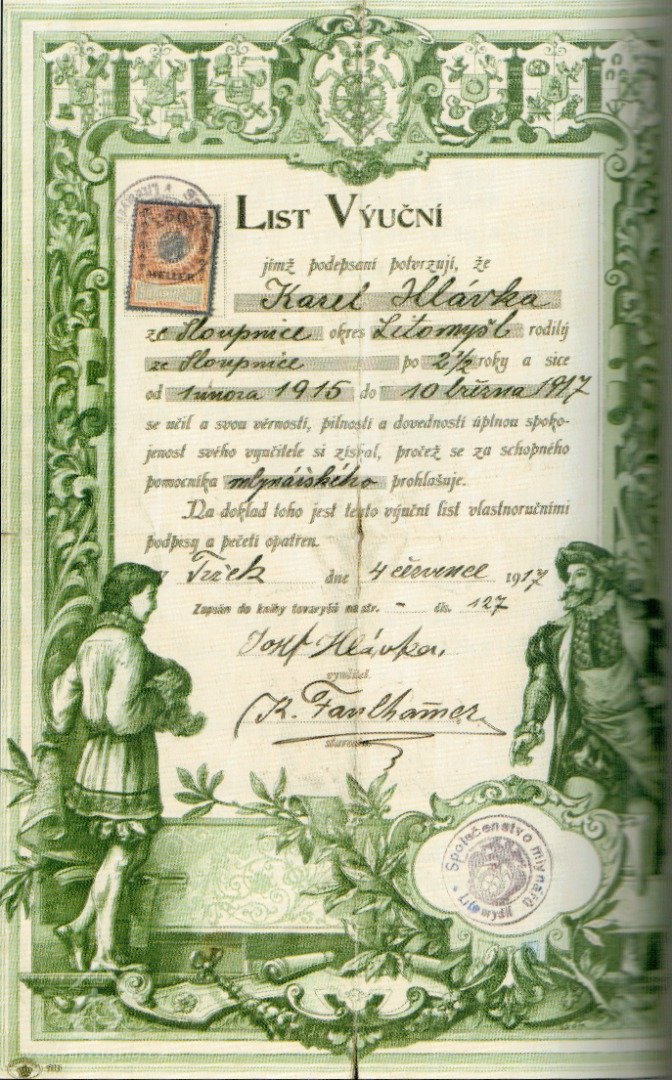 50
HELLER
LIST VÝUČNÍ
jímž podepsaní potvrzují, že
Karel Hlávka
ze Sloupnice okres Litomyšl rodilý
ze Sloupnice po 2½ roky a sice
od 1 února 1915 do 10 března 1917
se učil a svou věrností, pilností a dovedností úplnou spoko-
jenost svého vyučitele si získal, pročež se za schopného
pomocníka mlynářského prohlašuje.
Na doklad toho jest tento výuční list vlastnoručními
podpisy a pečetí opatřen.
Tržek dne 4 července 1917
Zapsán do knihy tovaryšů na str. - čís. 127
Josef Hlávka,
vyučitel.
K. Faulhammer
starosta.
Společenstvo mlynářů
Litomyšl